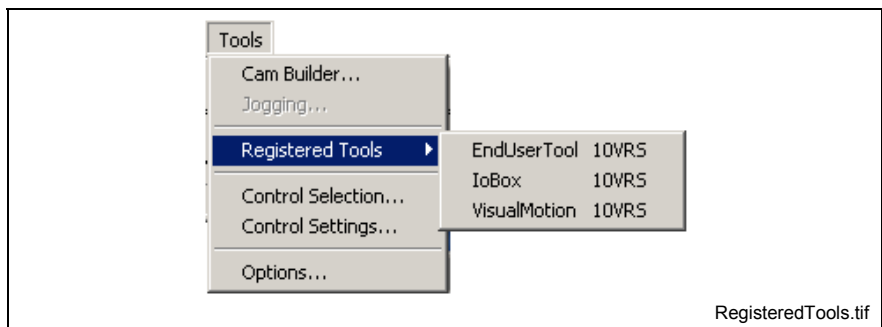 Tools
Cam Builder...
Jogging...
Registered Tools
EndUserTool 10VRS
IoBox 10VRS
VisualMotion 10VRS
Control Selection...
Control Settings...
Options...
RegisteredTools.tif